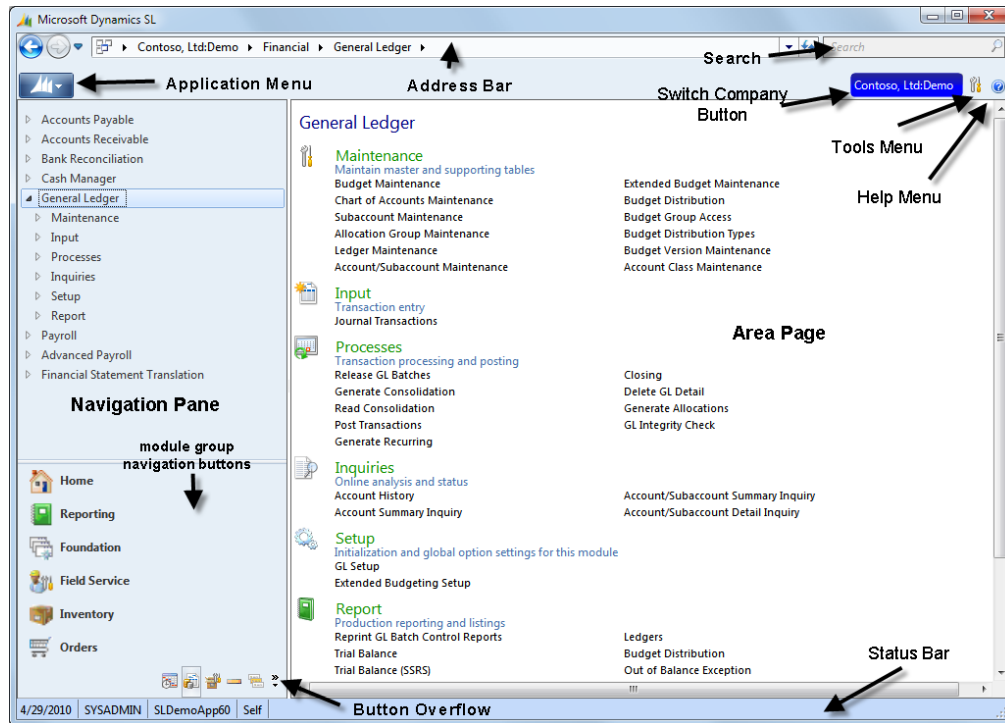 Microsoft Dynamics SL
Contoso, Ltd:Demo Financial General Ledger
Search
Search
Application Menu
Address Bar
Switch Company
Button
Contoso, Ltd:Demo
Tools Menu
Help Menu
Accounts Payable
Accounts Receivable
Bank Reconciliation
Cash Manager
General Ledger
Maintenance
Input
Processes
Inquiries
Setup
Report
Payroll
Advanced Payroll
Financial Statement Translation
Navigation Pane
module group
navigation buttons
Home
Reporting
Foundation
Field Service
Inventory
Orders
General Ledger
Maintenance
Maintain master and supporting tables
Budget Maintenance
Chart of Accounts Maintenance
Subaccount Maintenance
Allocation Group Maintenance
Ledger Maintenance
Account/Subaccount Maintenance
Extended Budget Maintenance
Budget Distribution
Budget Group Access
Budget Distribution Types
Budget Version Maintenance
Account Class Maintenance
Input
Transaction entry
Journal Transactions
Area Page
Processes
Transaction processing and posting
Release GL Batches
Generate Consolidation
Read Consolidation
Post Transactions
Generate Recurring
Closing
Delete GL Detail
Generate Allocations
GL Integrity Check
Inquiries
Online analysis and status
Account History
Account Summary Inquiry
Account/Subaccount Summary Inquiry
Account/Subaccount Detail Inquiry
Setup
Initialization and global option settings for this module
GL Setup
Extended Budgeting Setup
Report
Production reporting and listings
Reprint GL Batch Control Reports
Trial Balance
Trial Balance (SSRS)
Ledgers
Budget Distribution
Out of Balance Exception
Status Bar
Button Overflow
4/29/2010 SYSADMIN SLDemoApp60 Self